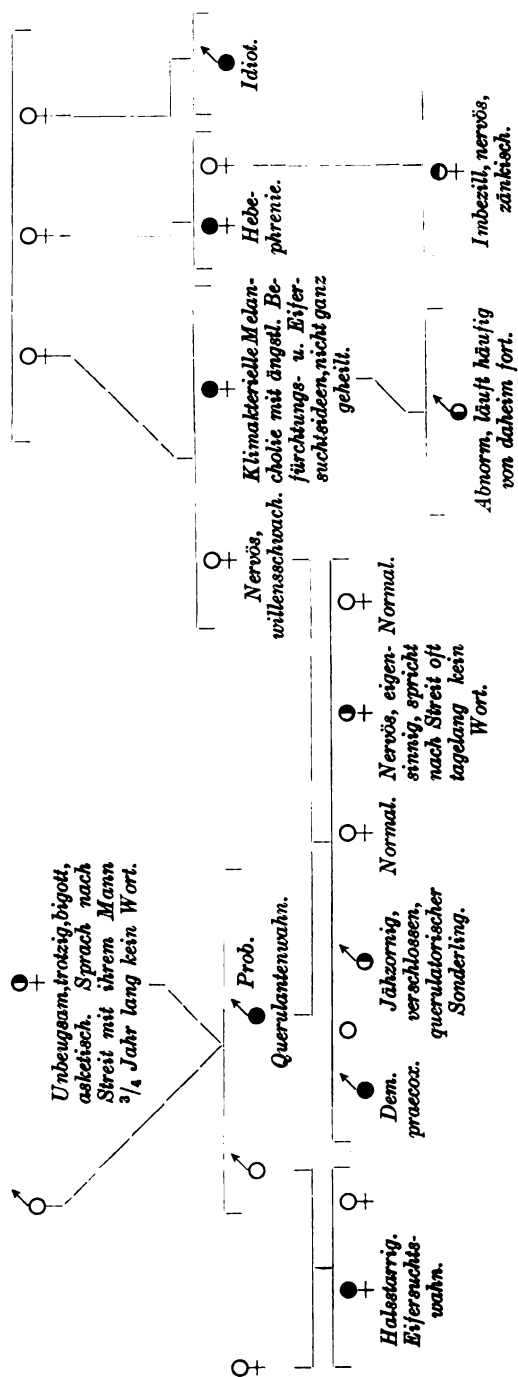 Unbeugsam, trotzig, bigott,
asketisch. Sprach nach
Streit mit ihrem Mann
3/4 Jahr lang kein Wort.
Prob.
Querulantenwahn.
Nervös,
willensschwach.
Klimakterielle Melan-
cholie mit ängstl. Be-
fürchtungs- u. Eifer-
suchtsideen, nicht ganz
geheilt.
Hebe-
phrenie.
Idiot.
Halsstarrig.
Eifersuchts-
wahn.
Dem.
praecox.
Jähzornig,
verschlossen,
querulatorischer
Sonderling.
Normal.
Nervös, eigen-
sinnig, spricht
nach Streit oft
tagelang kein
Wort.
Normal.
Abnorm, läuft häufig
von daheim fort.
Imbezill, nervös,
zänkisch.